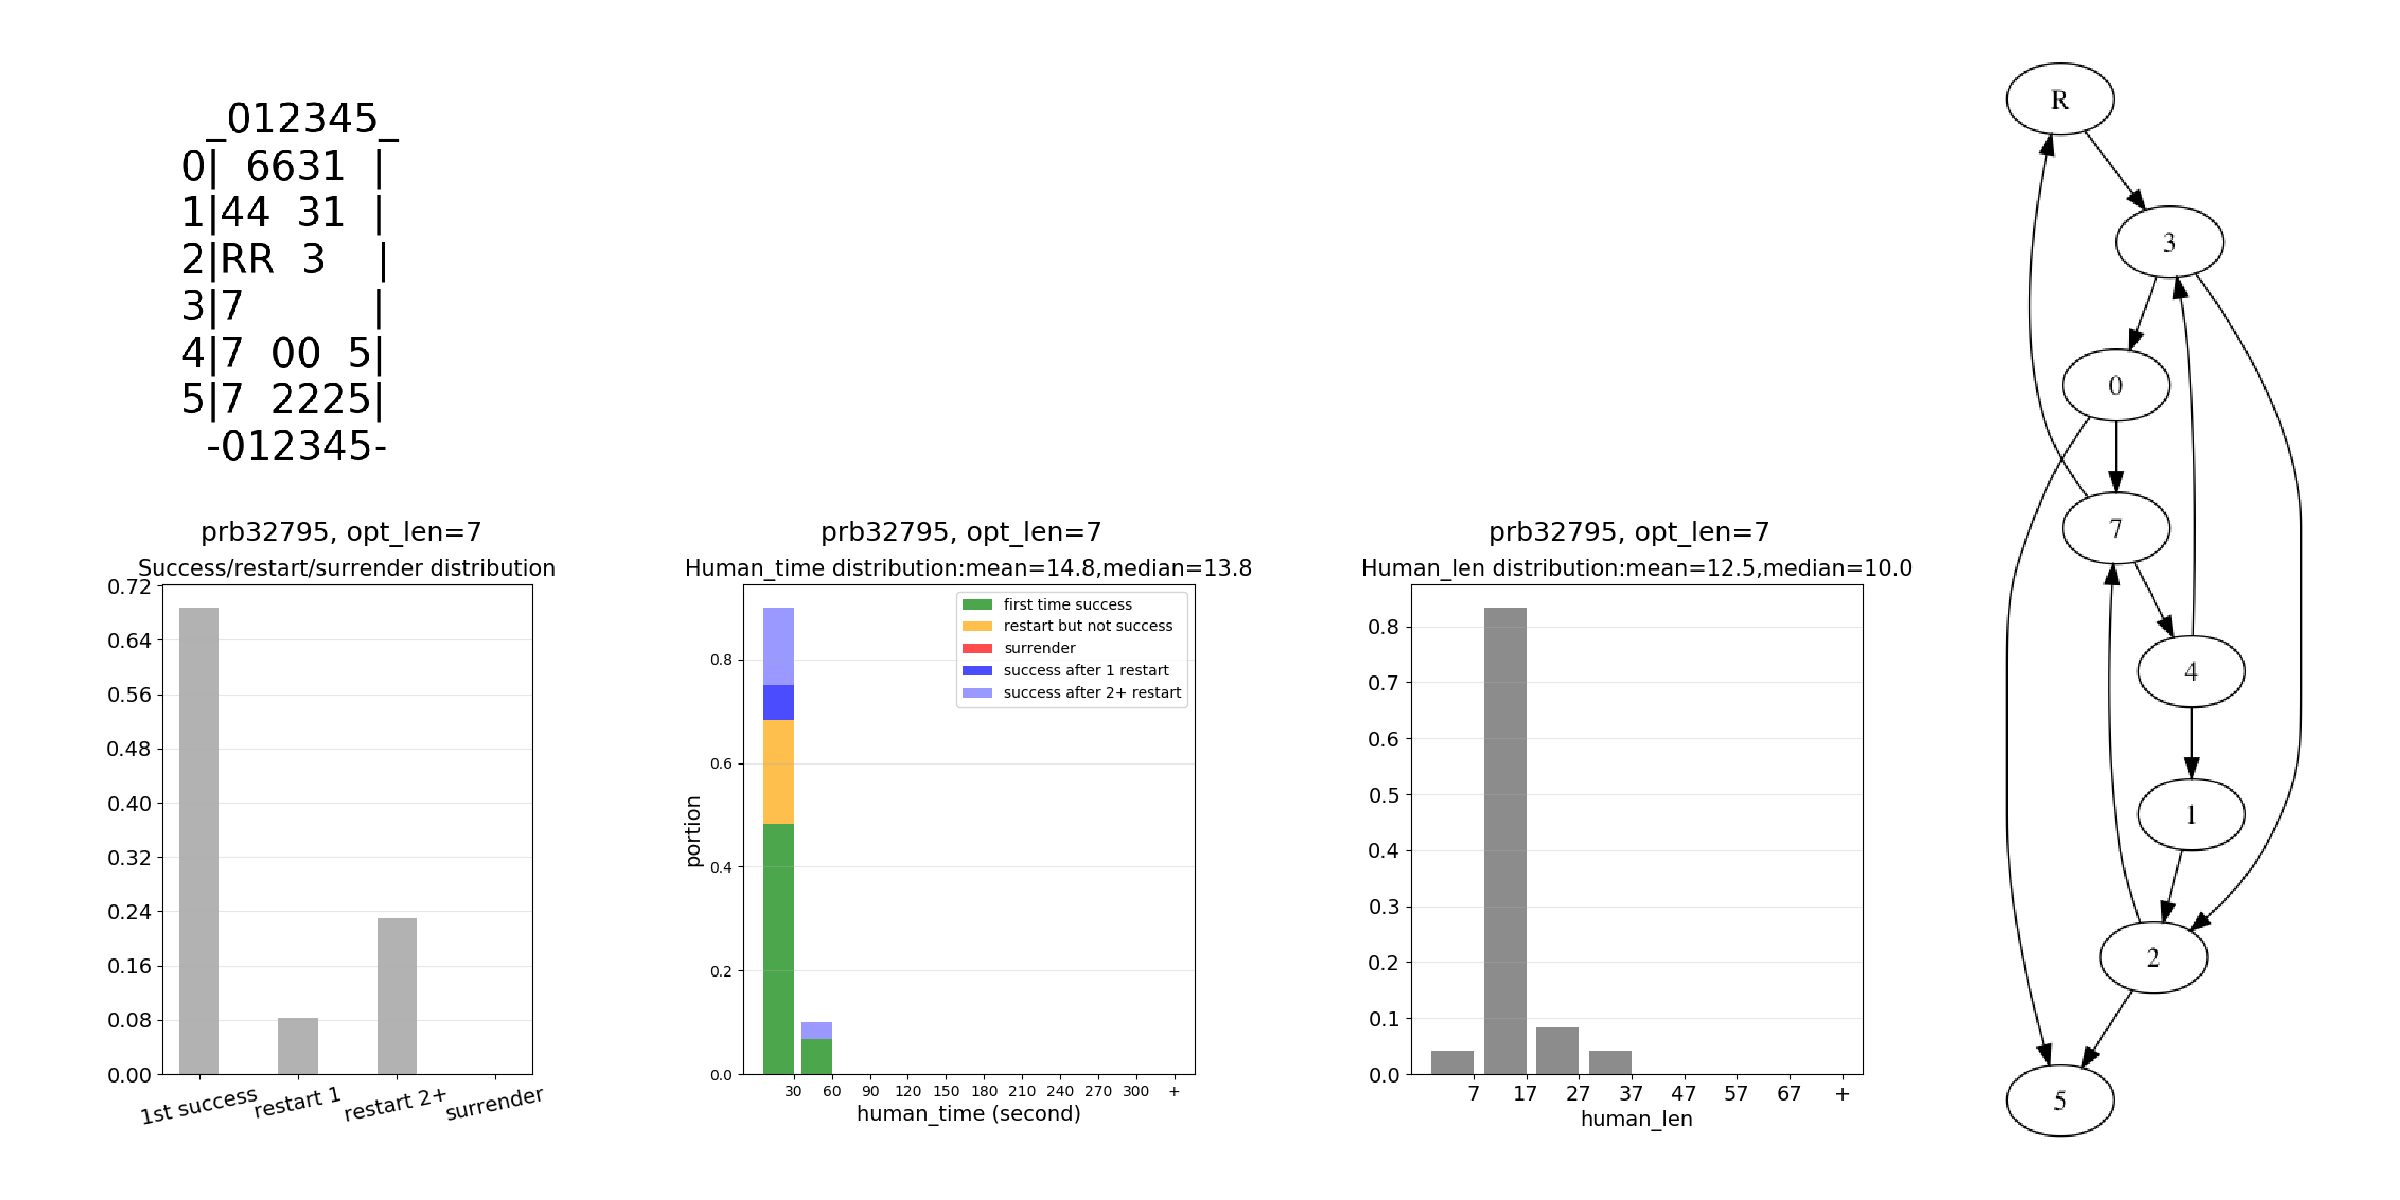 _012345_
0| 6631 |
1|44 31 |
2|RR 3 |
3|7 |
4|7 00 5|
5|7 2225|
-012345-
prb32795, opt_len=7
Success/restart/surrender distribution
0.72
0.64
0.56
0.48
0.40
0.32
0.24
0.16
0.08
0.00
1st success
restart 1
restart 2+
surrender
prb32795, opt_len=7
Human_time distribution:mean=14.8,median=13.8
first time success
restart but not success
surrender
success after 1 restart
success after 2+ restart
portion
0.8
0.6
0.4
0.2
0.0
30 60 90 120 150 180 210 240 270 300 +
human_time (second)
prb32795, opt_len=7
Human_len distribution:mean=12.5,median=10.0
0.8
0.7
0.6
0.5
0.4
0.3
0.2
0.1
0.0
7 17 27 37 47 57 67 +
human_len
R
3
0
7
4
1
2
5